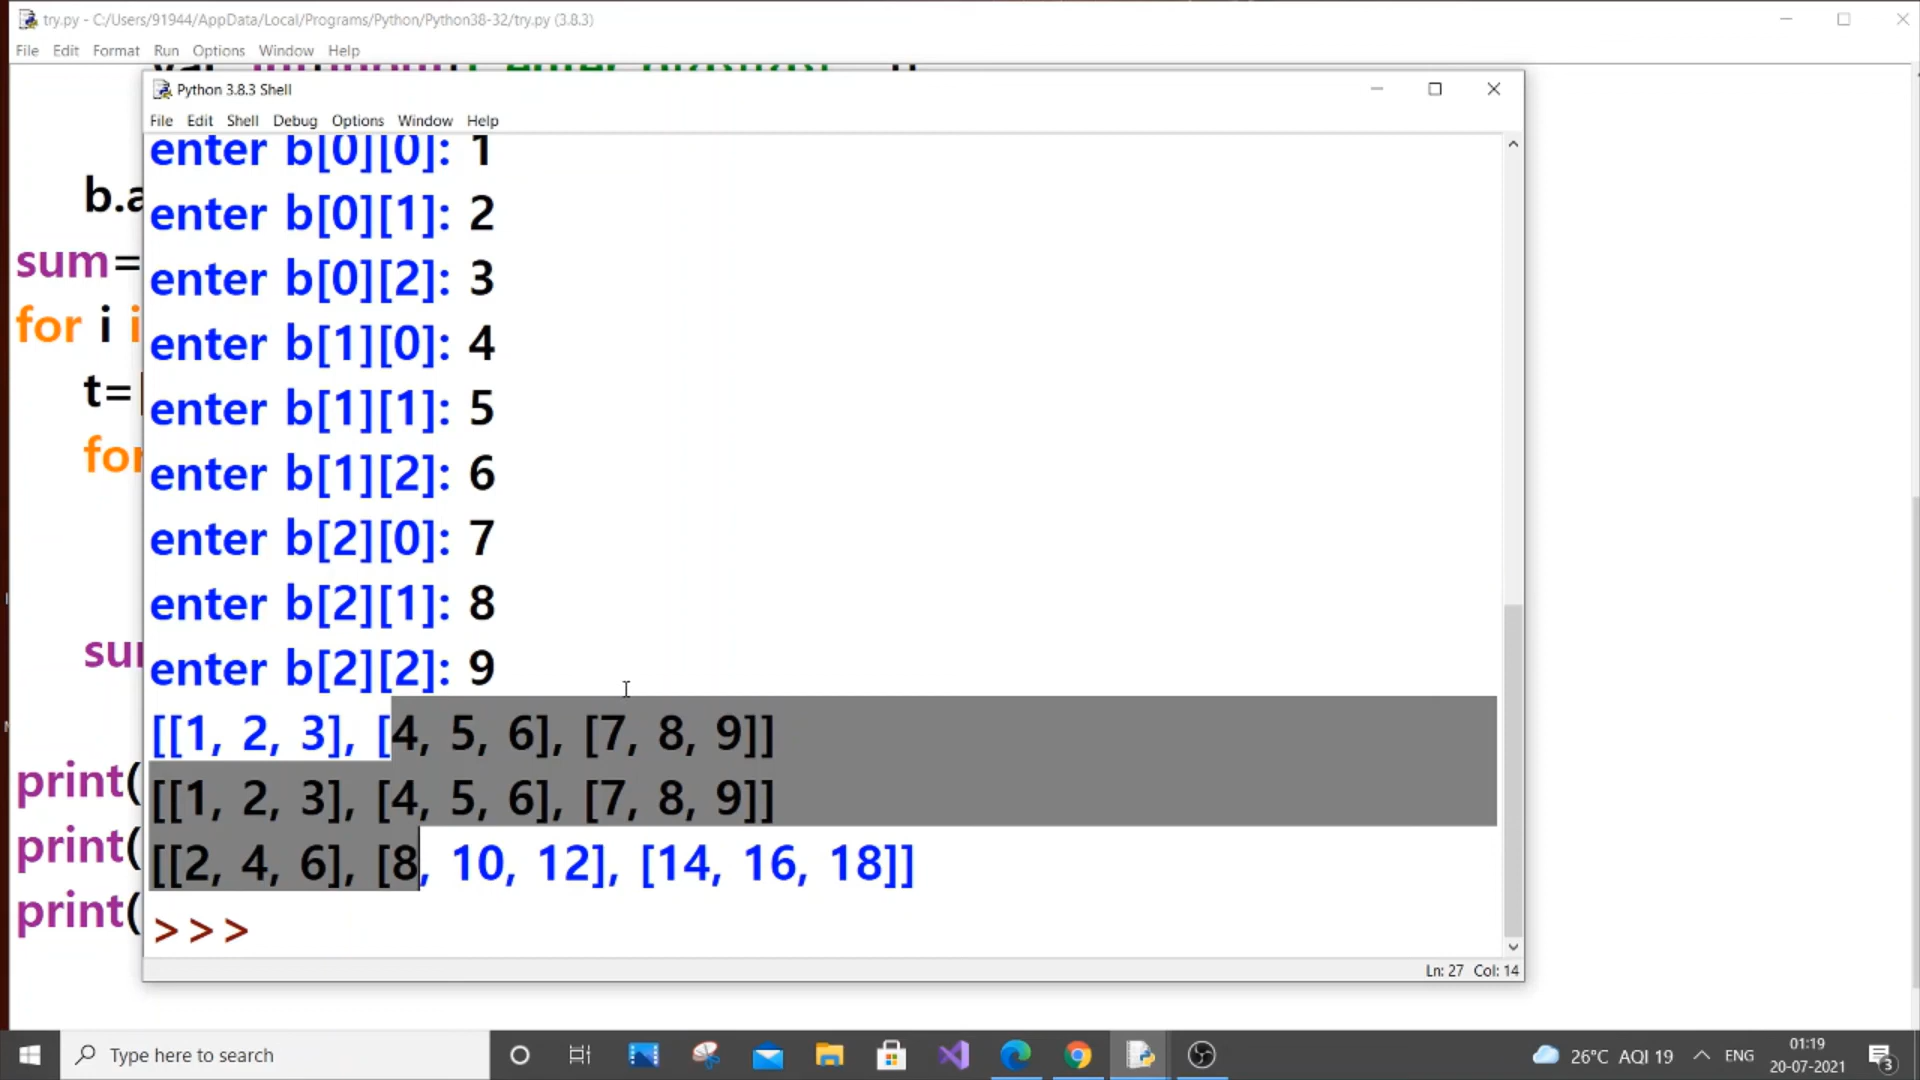 try.py - C:/Users/91944/AppData/Local/Programs/Python/Python38-32/try.py (3.8.3)
File Edit Format Run Options Window Help
Python 3.8.3 Shell
File Edit Shell Debug Options Window Help
enter b[0][0]: 1
b.a
enter b[0][1]: 2
sum=
enter b[0][2]: 3
for i i
enter b[1][0]: 4
t=
enter b[1][1]: 5
for
enter b[1][2]: 6
enter b[2][0]: 7
enter b[2][1]: 8
su
enter b[2][2]: 9
[[1, 2, 3], [4, 5, 6], [7, 8, 9]]
print(
[[1, 2, 3], [4, 5, 6], [7, 8, 9]]
print(
[[2, 4, 6], [8, 10, 12], [14, 16, 18]]
print(
>>>
Ln: 27 Col: 14
Type here to search
26°C AQI 19
ENG
01:19
20-07-2021
3